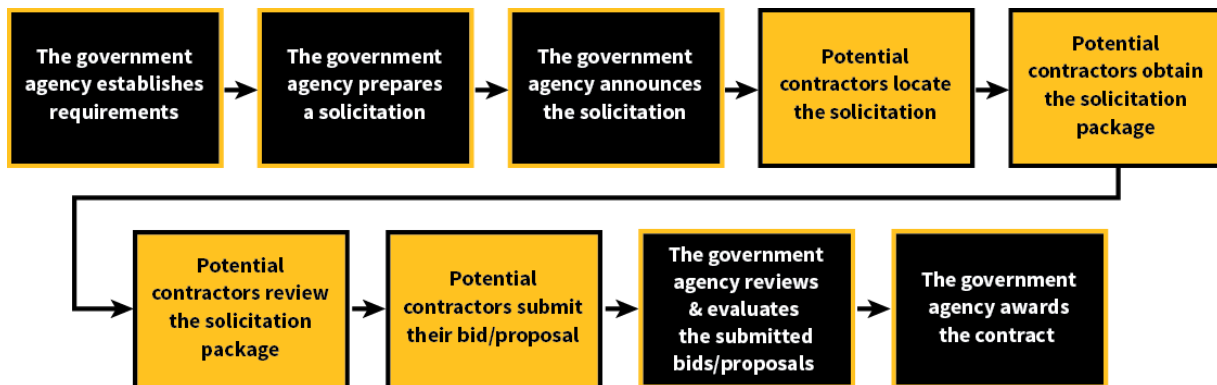 The government
agency establishes
requirements
The government
agency prepares
a solicitation
The government
agency announces
the solicitation
Potential
contractors locate
the solicitation
Potential
contractors obtain
the solicitation
package
Potential
contractors review
the solicitation
package
Potential
contractors submit
their bid/proposal
The government
agency reviews
& evaluates
the submitted
bids/proposals
The government
agency awards
the contract